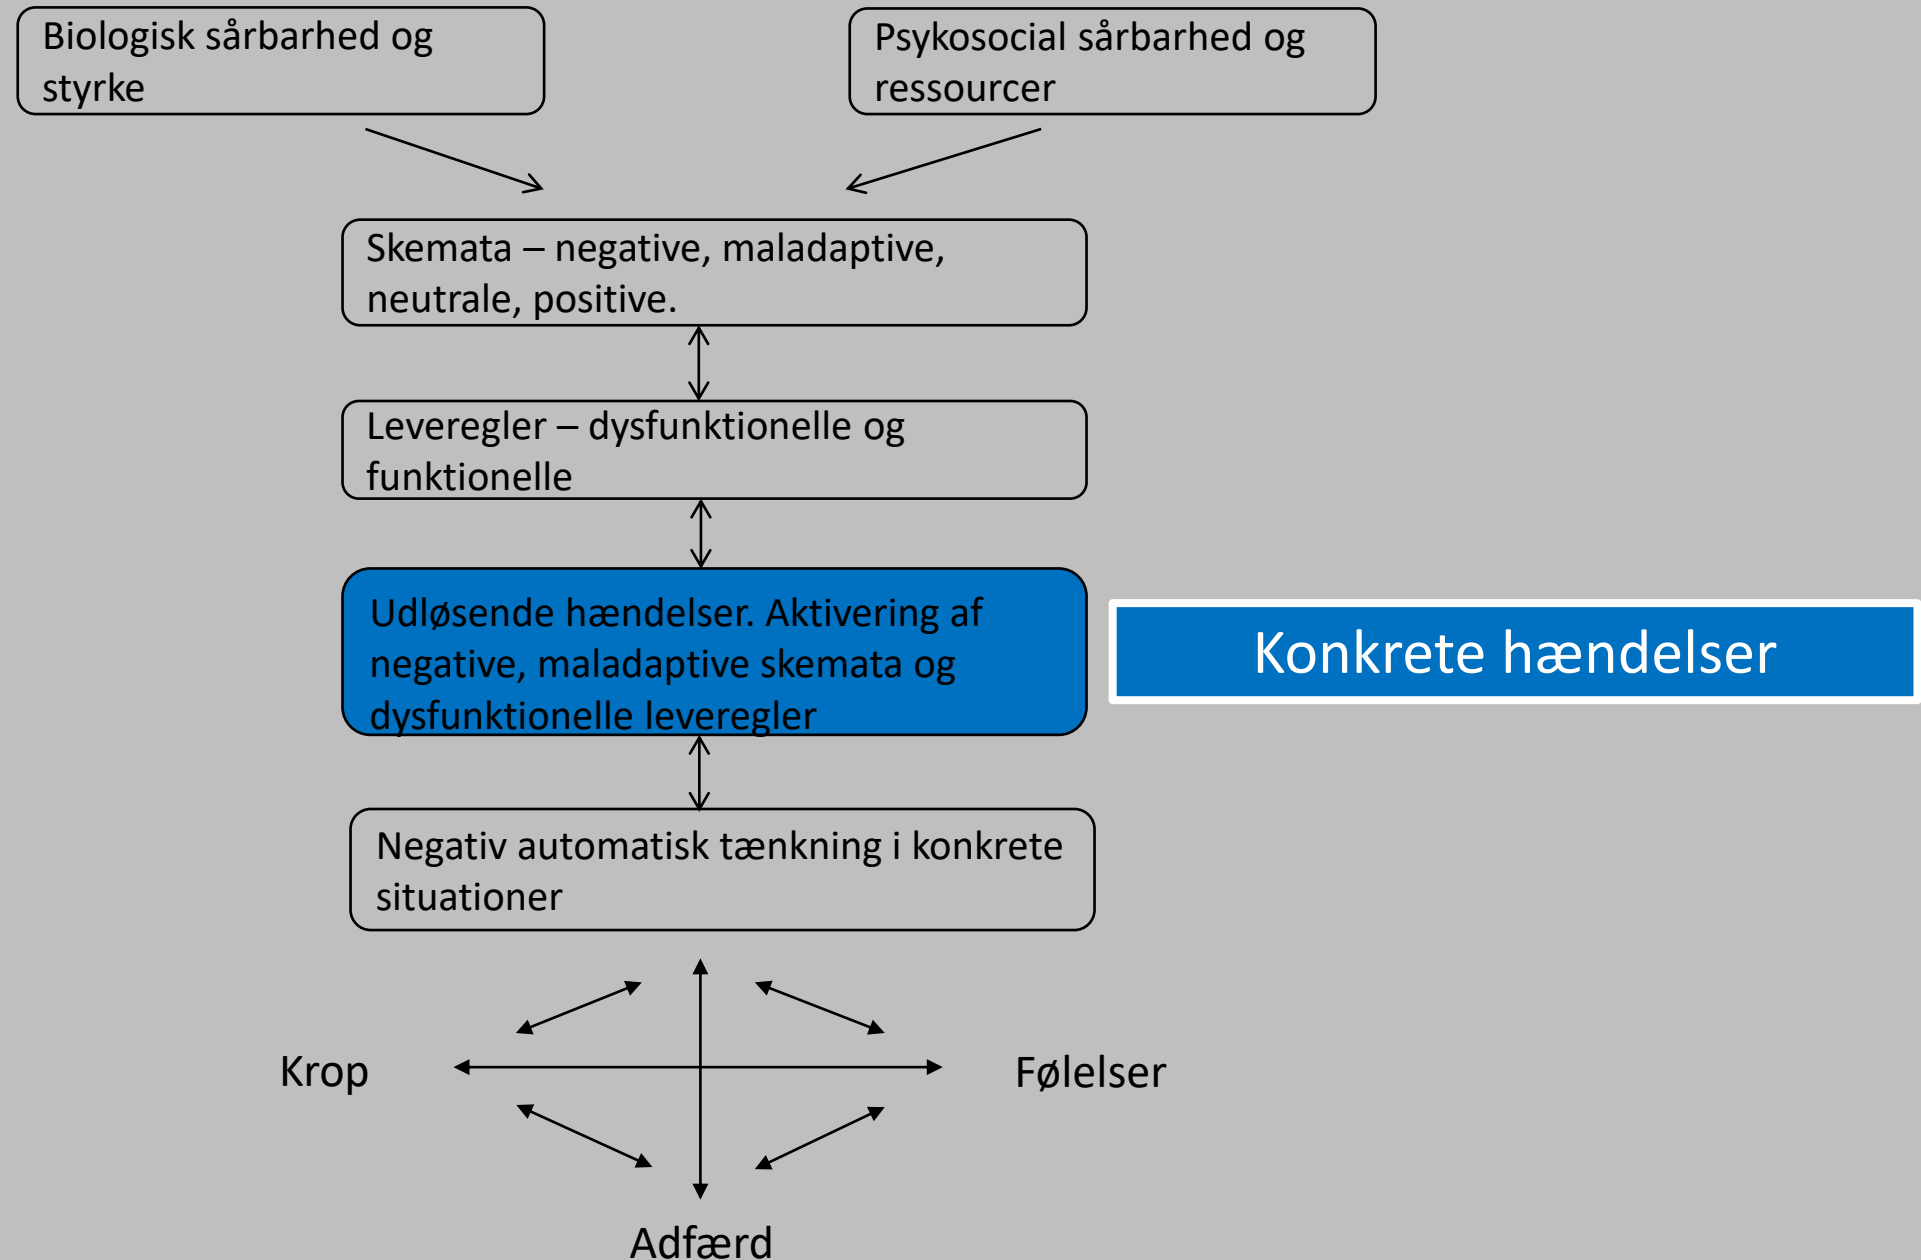 Biologisk sårbarhed og
styrke
Psykosocial sårbarhed og
ressourcer
Skemata – negative, maladaptive,
neutrale, positive.
Leveregler – dysfunktionelle og
funktionelle
Udløsende hændelser. Aktivering af
negative, maladaptive skemata og
dysfunktionelle leveregler
Konkrete hændelser
Negativ automatisk tænkning i konkrete
situationer
Krop
Følelser
Adfærd